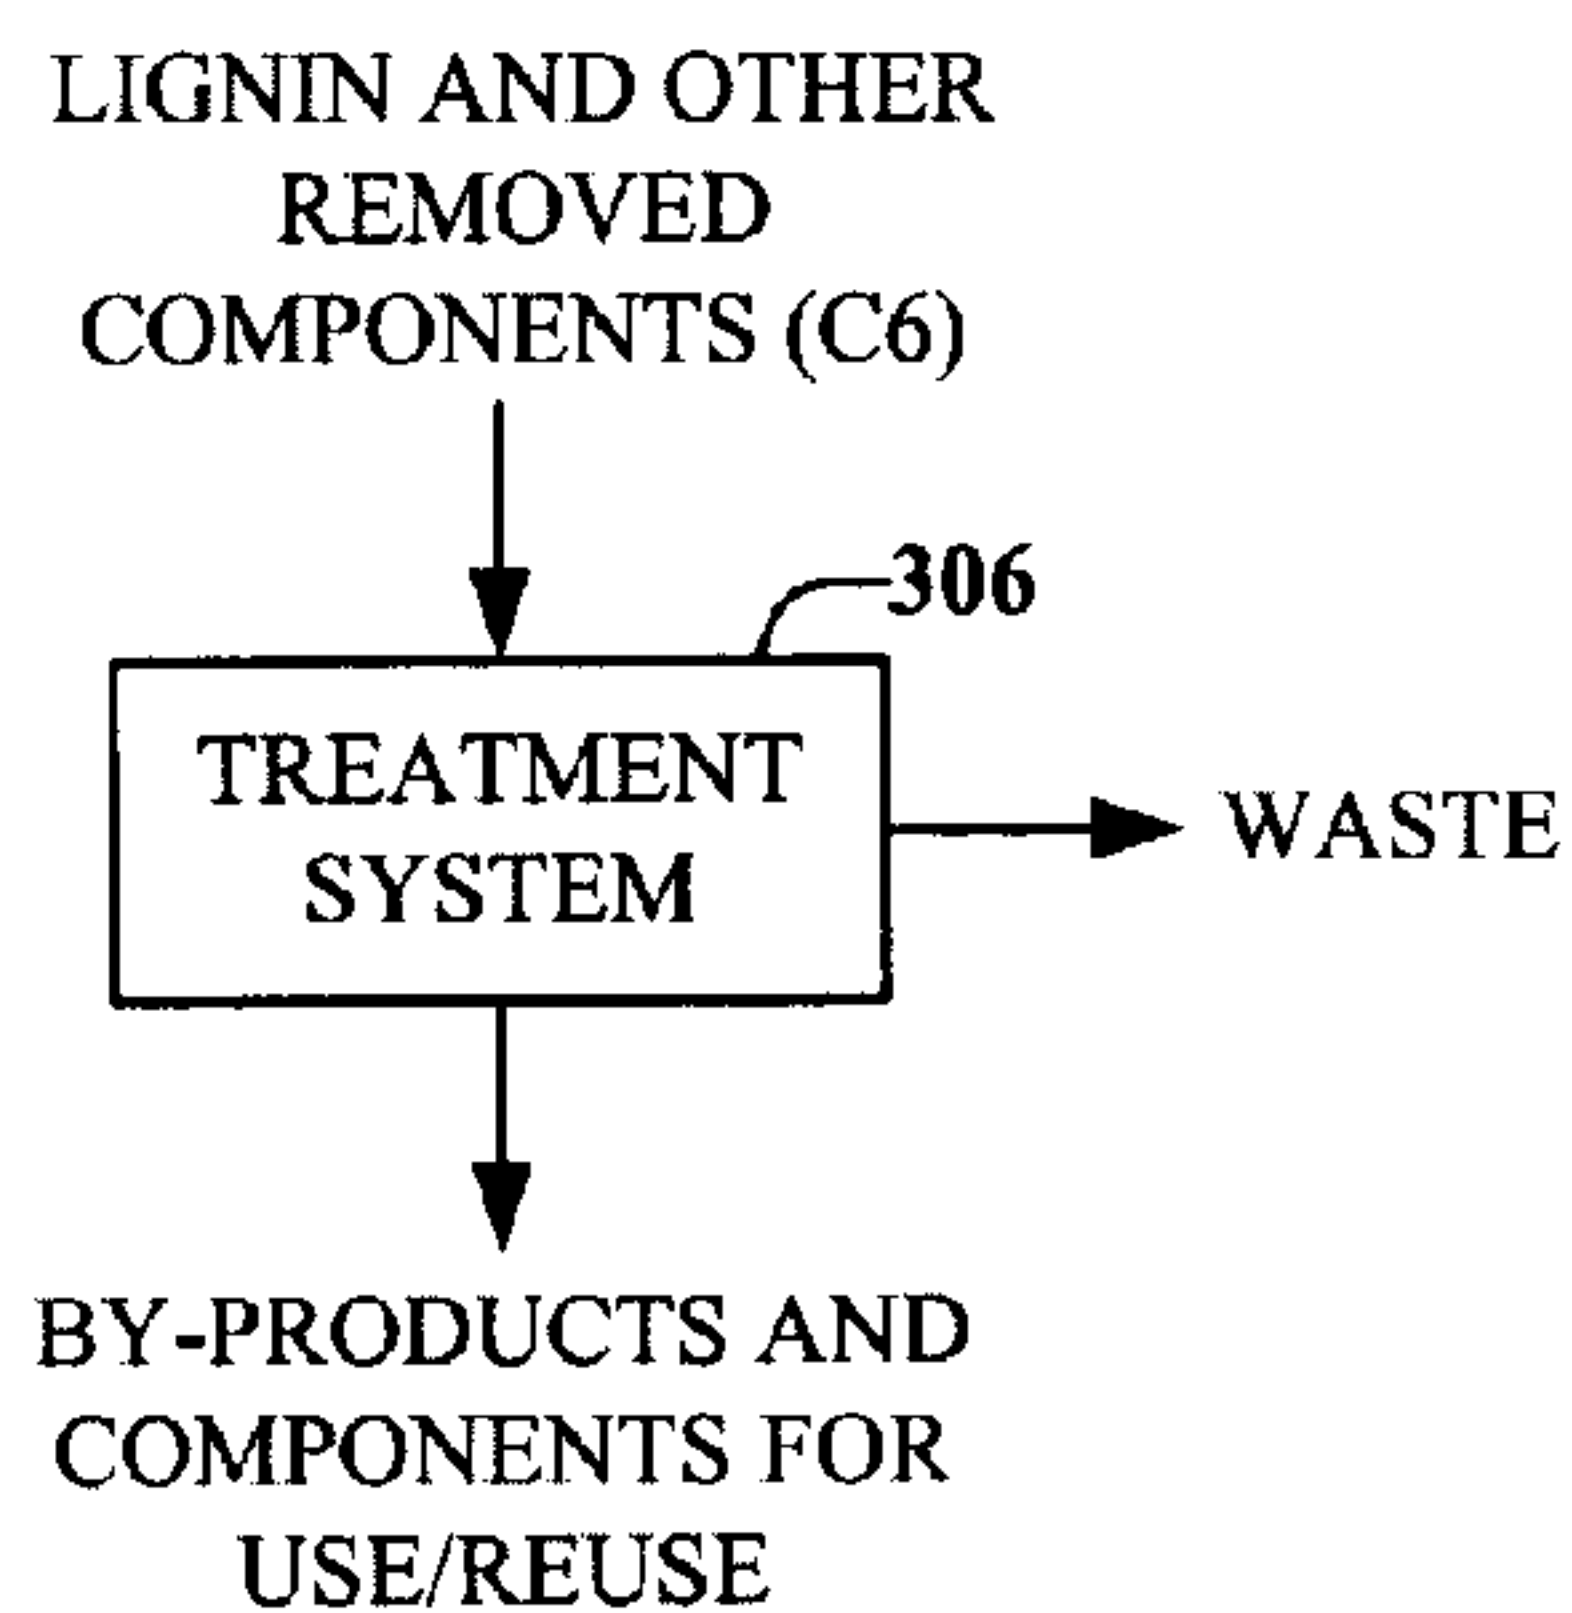 LIGNIN AND OTHER
REMOVED
COMPONENTS (C6)
306
TREATMENT
SYSTEM
WASTE
BY-PRODUCTS AND
COMPONENTS FOR
USE/REUSE